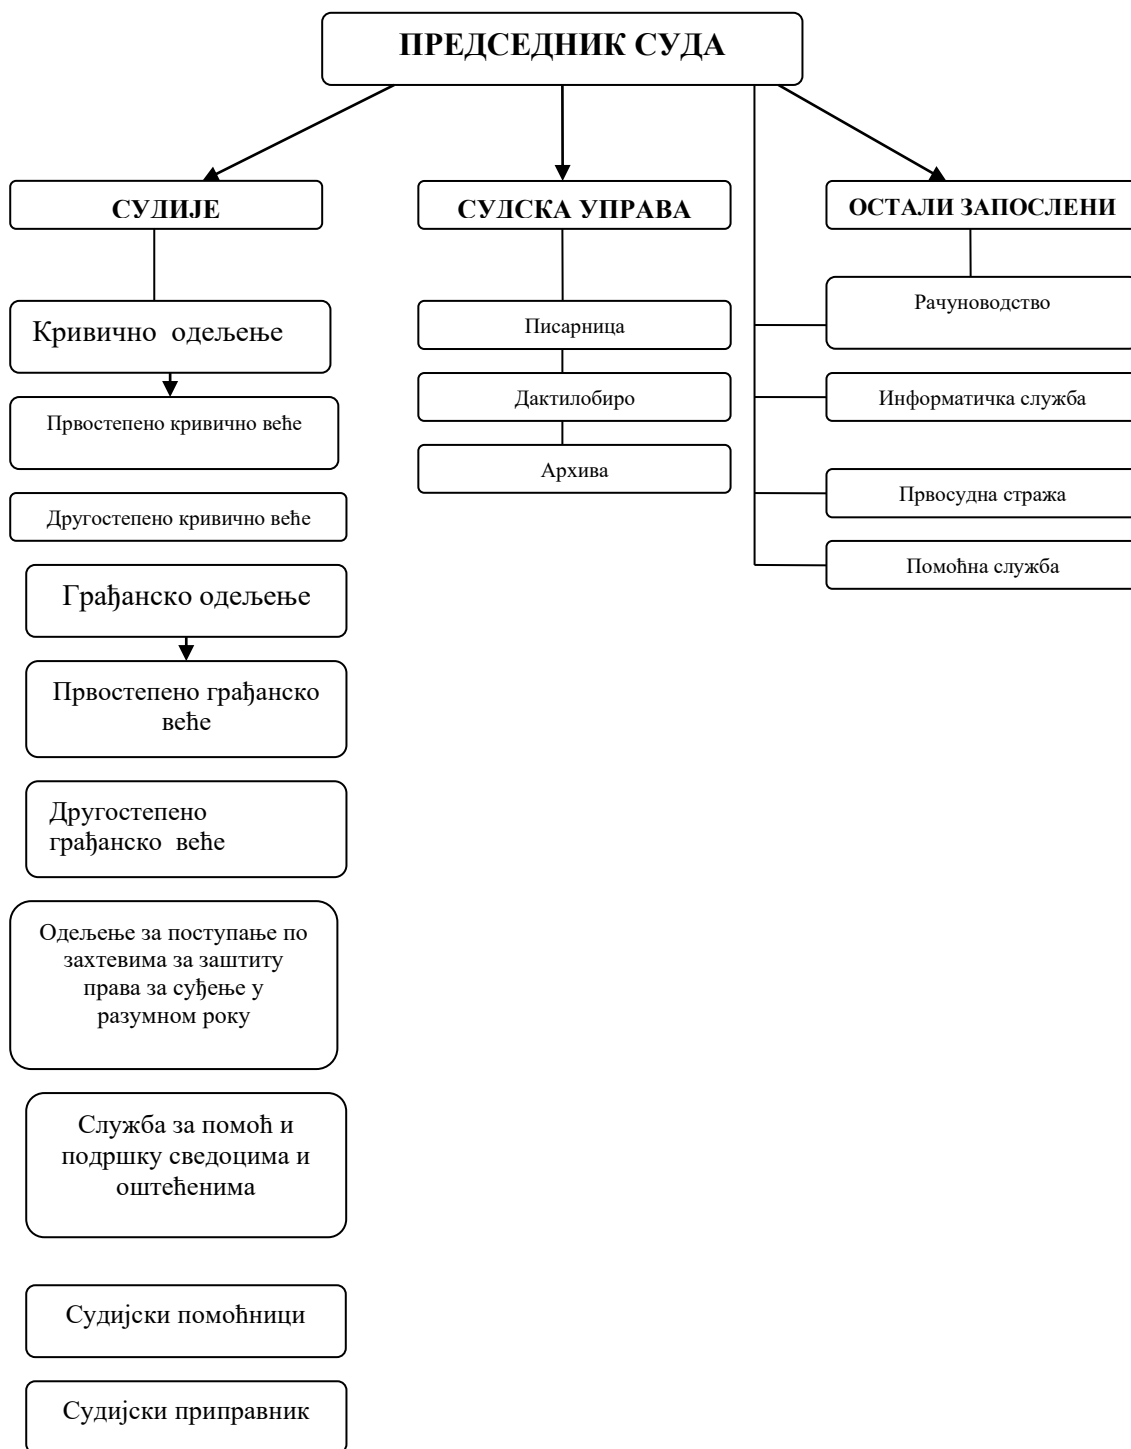 ПРЕДСЕДНИК СУДА
СУДИЈЕ
СУДСКА УПРАВА
ОСТАЛИ ЗАПОСЛЕНИ
Кривично одељење
Првостепено кривично веће
Другостепено кривично веће
Грађанско одељење
Првостепено грађанско
веће
Другостепено
грађанско веће
Одељење за поступање по
захтевима за заштиту
права за суђење у
разумном року
Служба за помоћ и
подршку сведоцима и
оштећенима
Судијски помоћници
Судијски приправник
Писарница
Дактилобиро
Архива
Рачуноводство
Информатичка служба
Првосудна стража
Помоћна служба